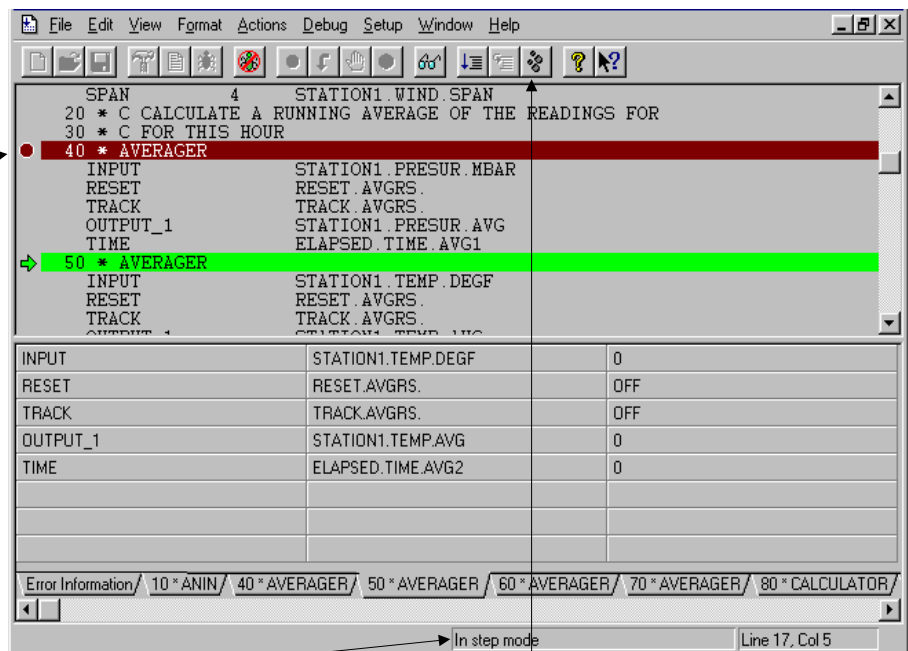 File Edit View Format Actions Debug Setup Window Help
SPAN 4 STATION1.WIND.SPAN
20 * C CALCULATE A RUNNING AVERAGE OF THE READINGS FOR
30 * C FOR THIS HOUR
40 * AVERAGER
INPUT STATION1.PRESUR.MBAR
RESET RESET.AVGRS.
TRACK TRACK.AVGRS.
OUTPUT_1 STATION1.PRESUR.AVG
TIME ELAPSED.TIME.AVG1
50 * AVERAGER
INPUT STATION1.TEMP.DEGF
RESET RESET.AVGRS.
TRACK TRACK.AVGRS.
OUTPUT_1 STATION1.TEMP.AVG
INPUT STATION1.TEMP.DEGF 0
RESET RESET.AVGRS. OFF
TRACK TRACK.AVGRS. OFF
OUTPUT_1 STATION1.TEMP.AVG 0
TIME ELAPSED.TIME.AVG2 0
Error Information 10 * ANIN 40 * AVERAGER 50 * AVERAGER 60 * AVERAGER 70 * AVERAGER 80 * CALCULATOR
In step mode Line 17, Col 5